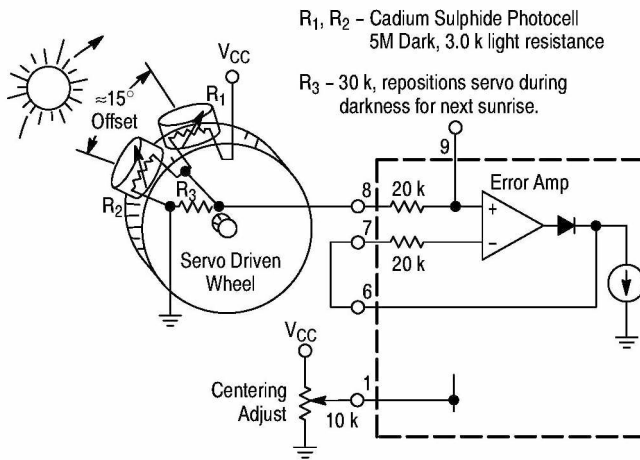 R1, R2 – Cadium Sulphide Photocell
5M Dark, 3.0 k light resistance
R3 – 30 k, repositions servo during
darkness for next sunrise.
VCC
R1
≈15°
Offset
R2
R3
Servo Driven
Wheel
9
8
20 k
Error Amp
+
7
–
20 k
6
VCC
Centering
Adjust
10 k
1